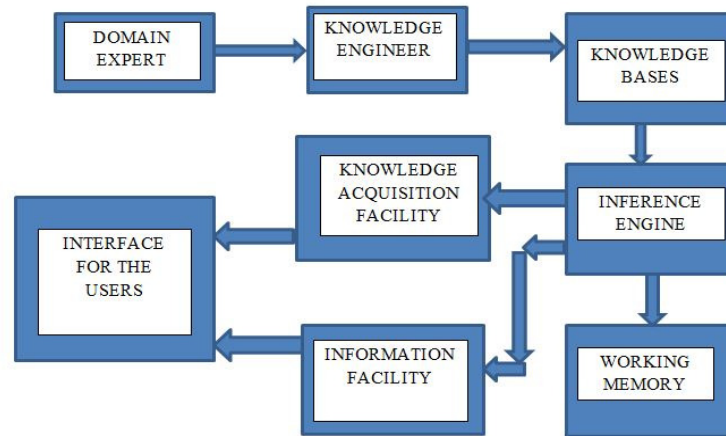 DOMAIN
EXPERT
KNOWLEDGE
ENGINEER
KNOWLEDGE
BASES
KNOWLEDGE
ACQUISITION
FACILITY
INFERENCE
ENGINE
INTERFACE
FOR THE
USERS
INFORMATION
FACILITY
WORKING
MEMORY